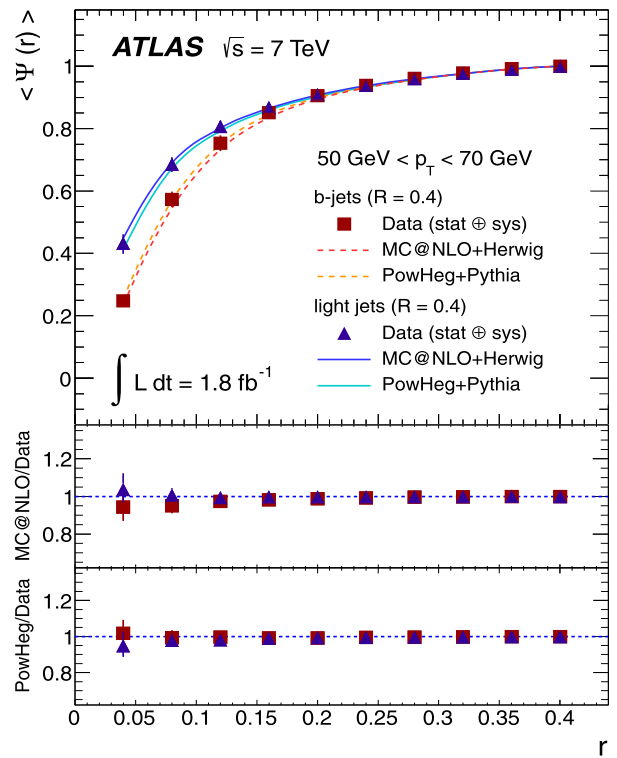 < Ψ (r) >
ATLAS √s = 7 TeV
1
0.8
0.6
0.4
0.2
0
50 GeV < p_T < 70 GeV
b-jets (R = 0.4)
Data (stat ⊕ sys)
MC@NLO+Herwig
PowHeg+Pythia
light jets (R = 0.4)
Data (stat ⊕ sys)
MC@NLO+Herwig
PowHeg+Pythia
∫ L dt = 1.8 fb⁻¹
MC@NLO/Data
1.2
1
0.8
PowHeg/Data
1.2
1
0.8
0 0.05 0.1 0.15 0.2 0.25 0.3 0.35 0.4
r